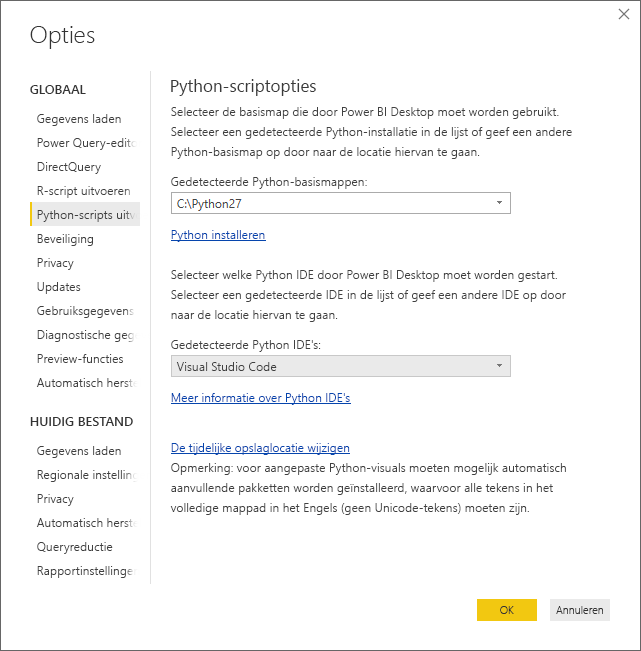 Opties
GLOBAAL
Gegevens laden
Power Query-edito
DirectQuery
R-script uitvoeren
Python-scripts uitv
Beveiliging
Privacy
Updates
Gebruiksgegevens
Diagnostische geg
Preview-functies
Automatisch herste
HUIDIG BESTAND
Gegevens laden
Regionale instelling
Privacy
Automatisch herste
Queryreductie
Rapportinstellinge
Python-scriptopties
Selecteer de basismap die door Power BI Desktop moet worden gebruikt.
Selecteer een gedetecteerde Python-installatie in de lijst of geef een andere
Python-basismap op door naar de locatie hiervan te gaan.
Gedetecteerde Python-basismappen:
C:\Python27
Python installeren
Selecteer welke Python IDE door Power BI Desktop moet worden gestart.
Selecteer een gedetecteerde IDE in de lijst of geef een andere IDE op door
naar de locatie hiervan te gaan.
Gedetecteerde Python IDE's:
Visual Studio Code
Meer informatie over Python IDE's
De tijdelijke opslaglocatie wijzigen
Opmerking: voor aangepaste Python-visuals moeten mogelijk automatisch
aanvullende pakketten worden geïnstalleerd, waarvoor alle tekens in het
volledige mappad in het Engels (geen Unicode-tekens) moeten zijn.
OK
Annuleren